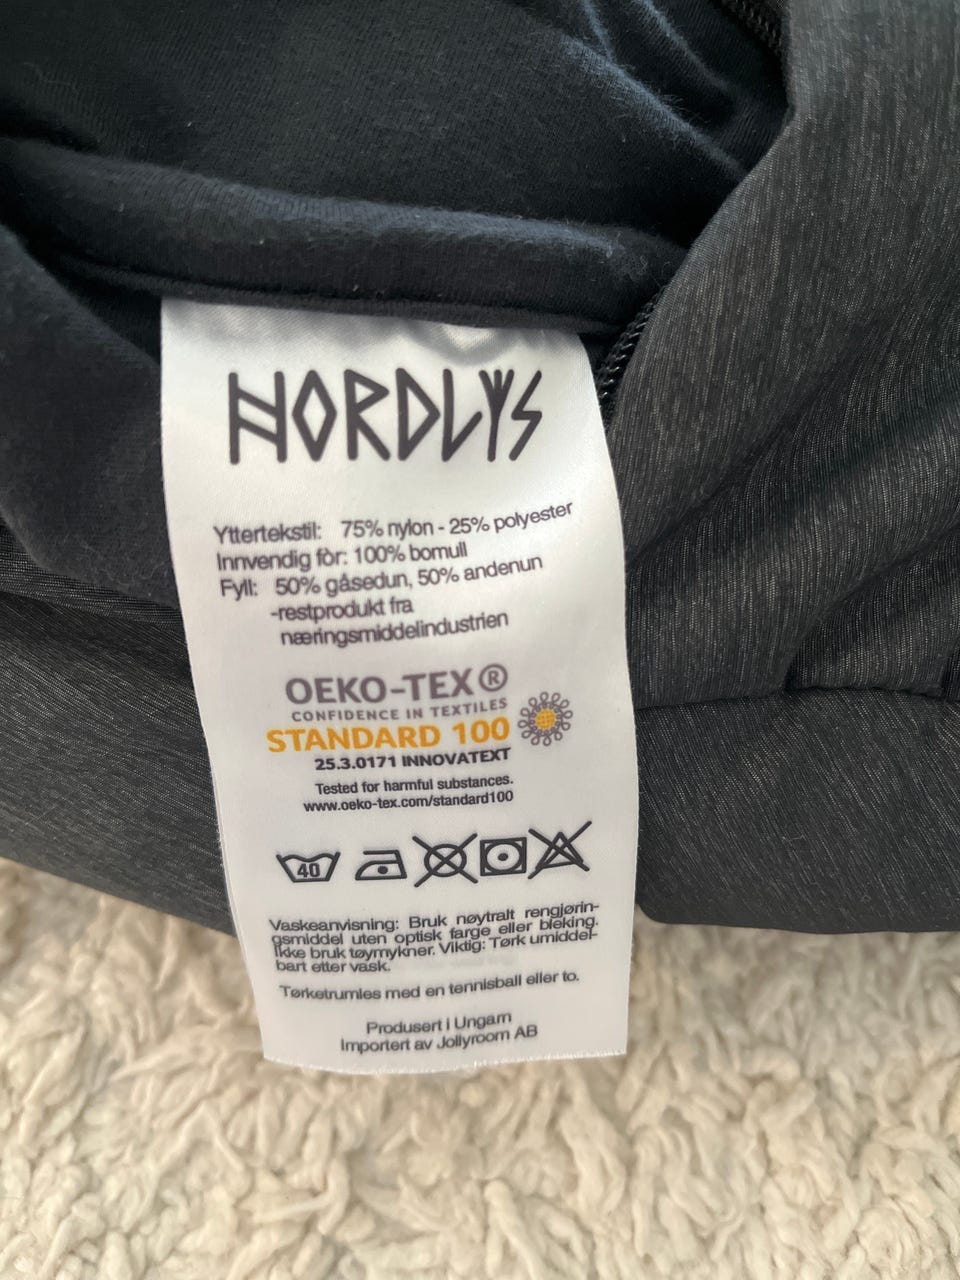 NORDLYS
Yttertekstil: 75% nylon - 25% polyester
Innvendig fòr: 100% bomull
Fyll: 50% gåsedun, 50% andenun
-restprodukt fra
næringsmiddelindustrien
OEKO-TEX®
CONFIDENCE IN TEXTILES
STANDARD 100
25.3.0171 INNOVATEXT
Tested for harmful substances.
www.oeko-tex.com/standard100
40
Vaskeanvisning: Bruk nøytralt rengjørin-
gsmiddel uten optisk farge eller bleking.
Ikke bruk tøymykner. Viktig: Tørk umiddel-
bart etter vask.
Tørketrumles med en tennisball eller to.
Produsert i Ungarn
Importert av Jollyroom AB